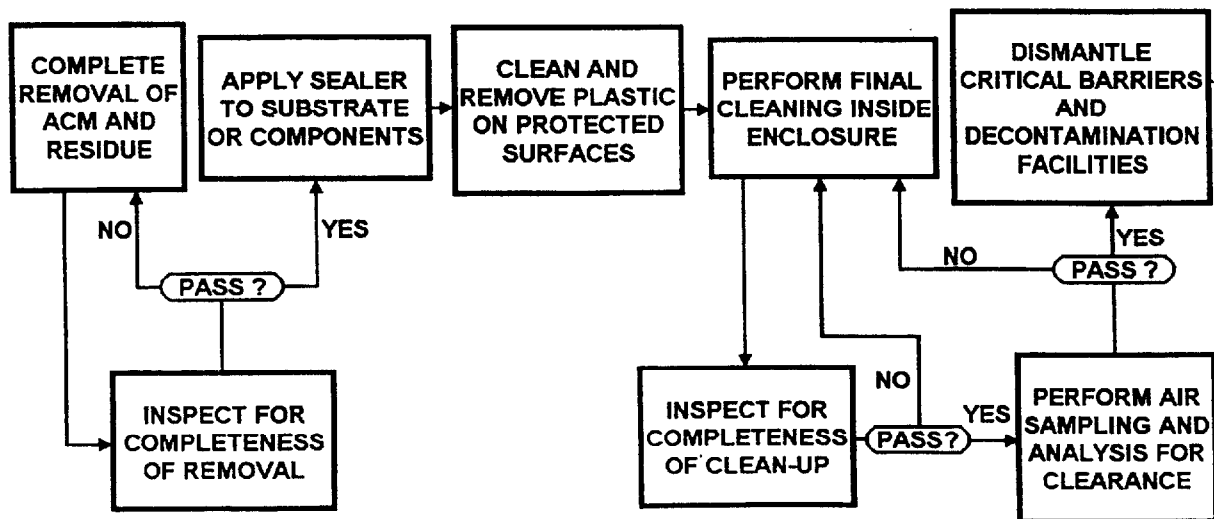 COMPLETE
REMOVAL OF
ACM AND
RESIDUE
APPLY SEALER
TO SUBSTRATE
OR COMPONENTS
CLEAN AND
REMOVE PLASTIC
ON PROTECTED
SURFACES
PERFORM FINAL
CLEANING INSIDE
ENCLOSURE
DISMANTLE
CRITICAL BARRIERS
AND
DECONTAMINATION
FACILITIES
NO
YES
PASS ?
INSPECT FOR
COMPLETENESS
OF REMOVAL
INSPECT FOR
COMPLETENESS
OF CLEAN-UP
NO
PASS?
YES
PERFORM AIR
SAMPLING AND
ANALYSIS FOR
CLEARANCE
NO
YES
PASS ?